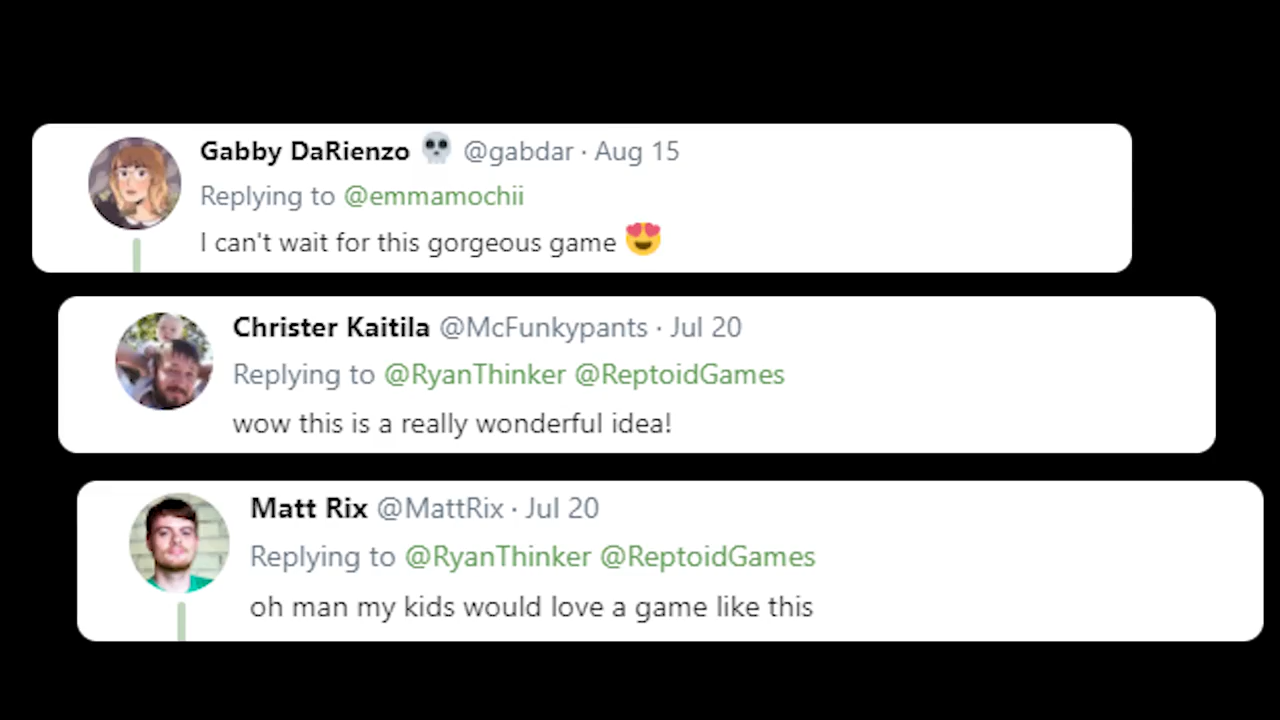 Gabby DaRienzo 💀 @gabdar · Aug 15
Replying to @emmamochii
I can't wait for this gorgeous game 😍
Christer Kaitila @McFunkypants · Jul 20
Replying to @RyanThinker @ReptoidGames
wow this is a really wonderful idea!
Matt Rix @MattRix · Jul 20
Replying to @RyanThinker @ReptoidGames
oh man my kids would love a game like this